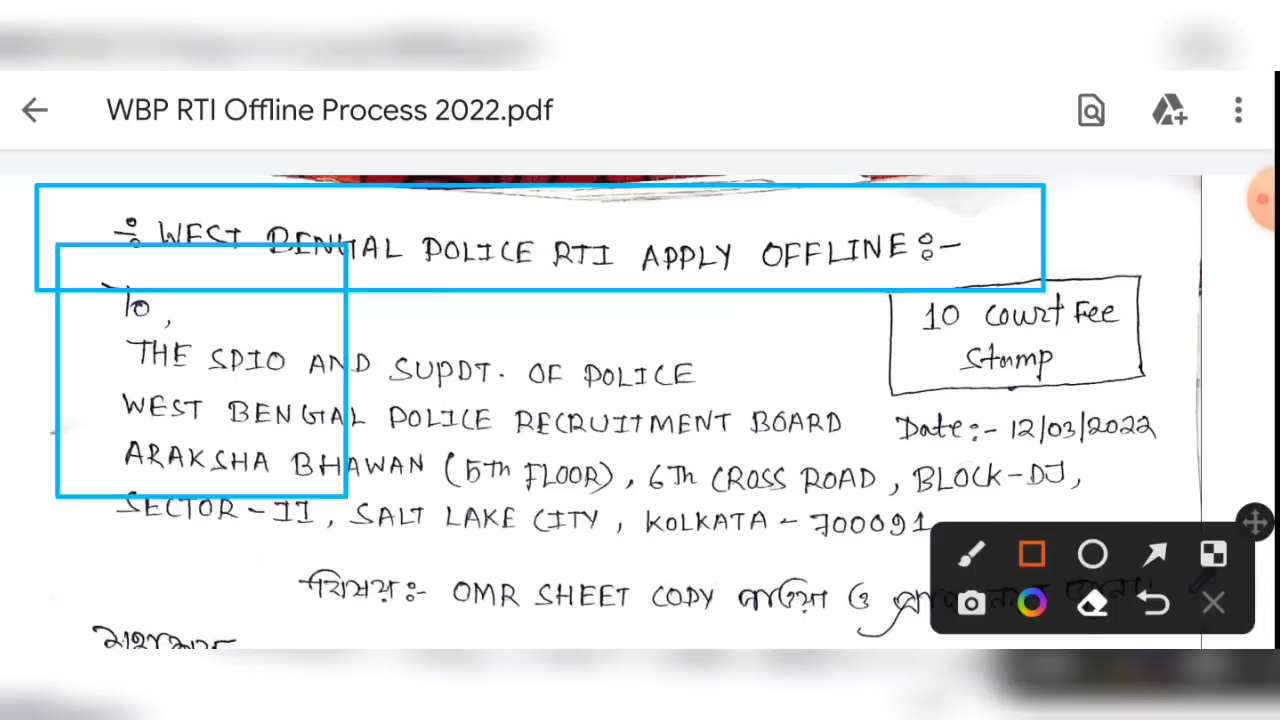 WBP RTI Offline Process 2022.pdf
WEST BENGAL POLICE RTI APPLY OFFLINE :-
To,
10 Court Fee
Stamp
THE SPIO AND SUPDT. OF POLICE
WEST BENGAL POLICE RECRUITMENT BOARD
Date:- 12/03/2022
ARAKSHA BHAWAN (5th FLOOR), 6Th CROSS ROAD, BLOCK-DJ,
SECTOR-II, SALT LAKE CITY, KOLKATA - 700091
বিষয়ঃ- OMR SHEET COPY ও